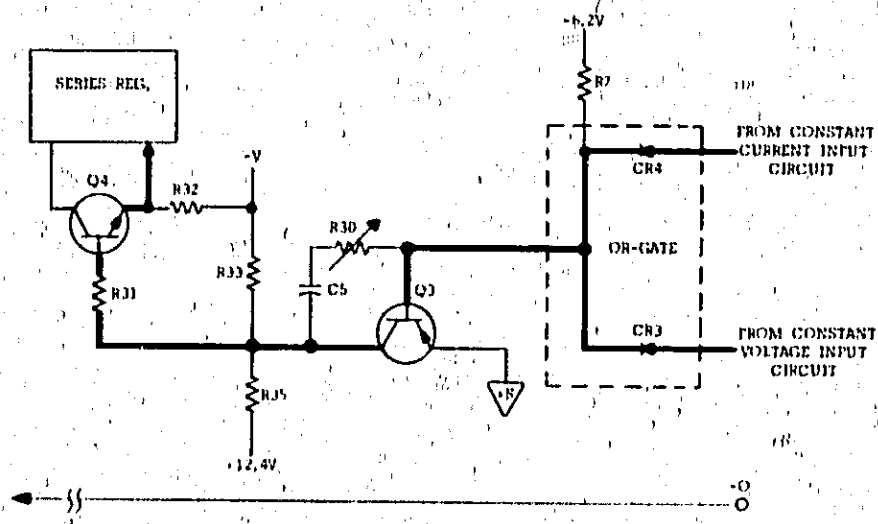 -6.2V
SERIES REG.
R7
FROM CONSTANT
CURRENT INPUT
CIRCUIT
CR4
-V
Q4
R32
R30
OR-GATE
R33
C5
Q3
R31
CR3
FROM CONSTANT
VOLTAGE INPUT
CIRCUIT
+S
R35
+12.4V
-O